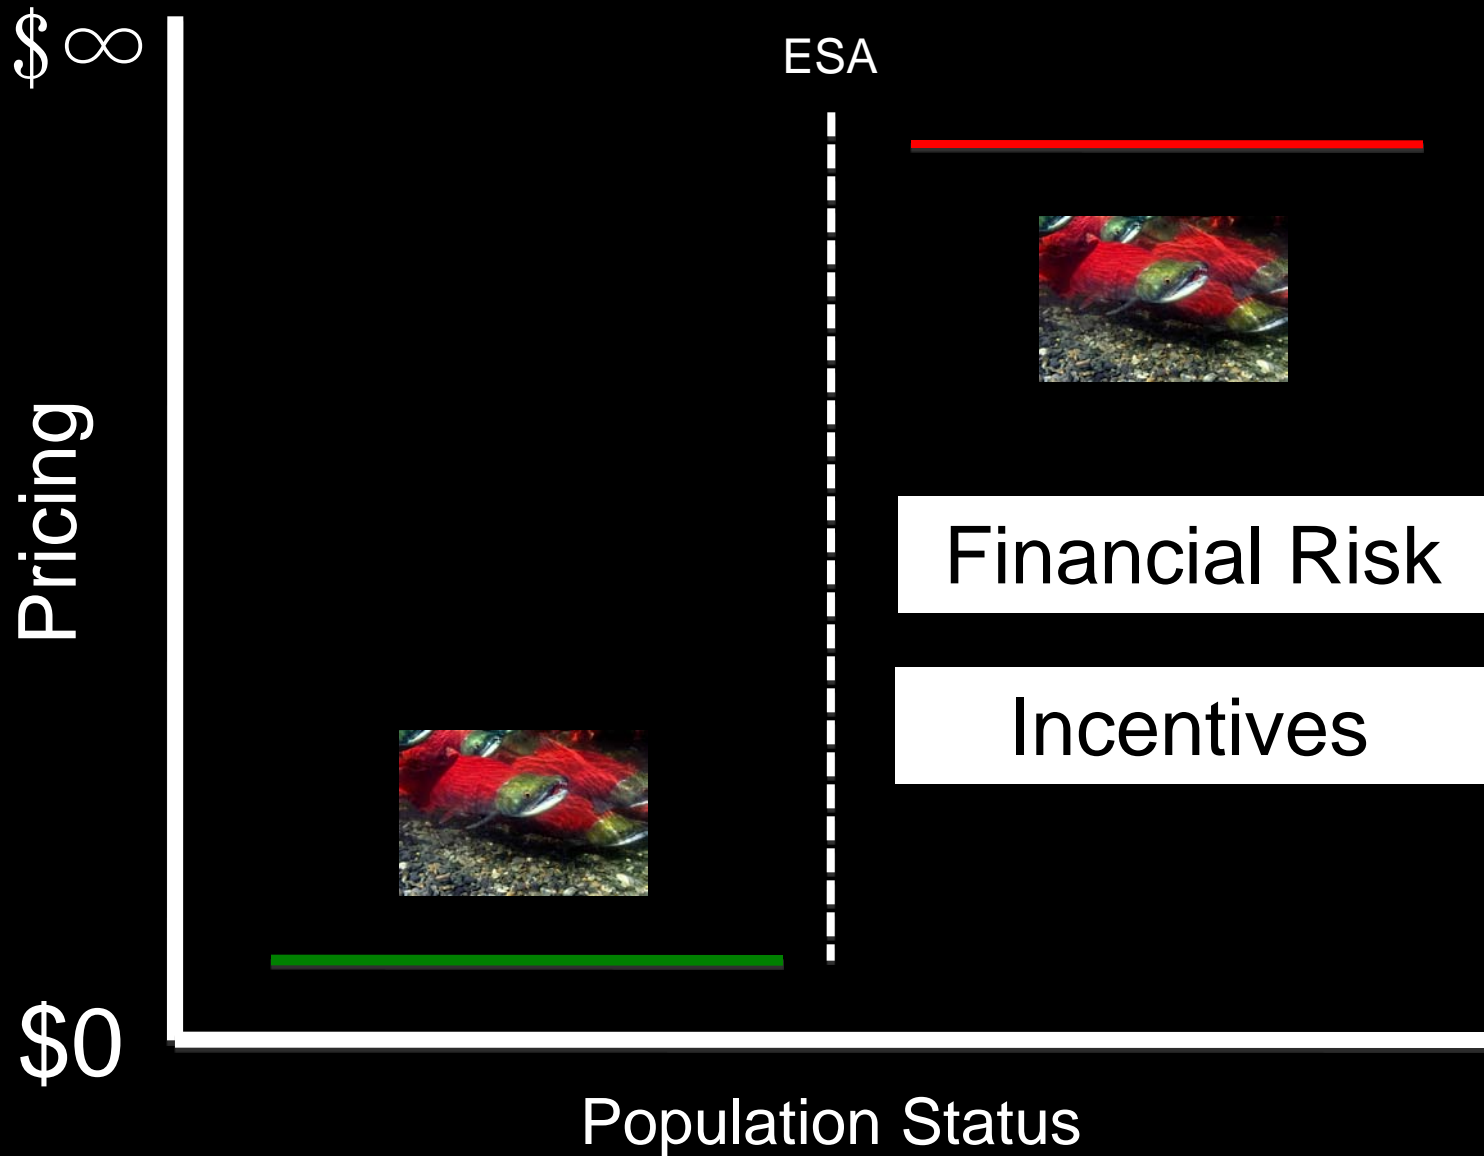 $∞
ESA
Pricing
Financial Risk
Incentives
$0
Population Status